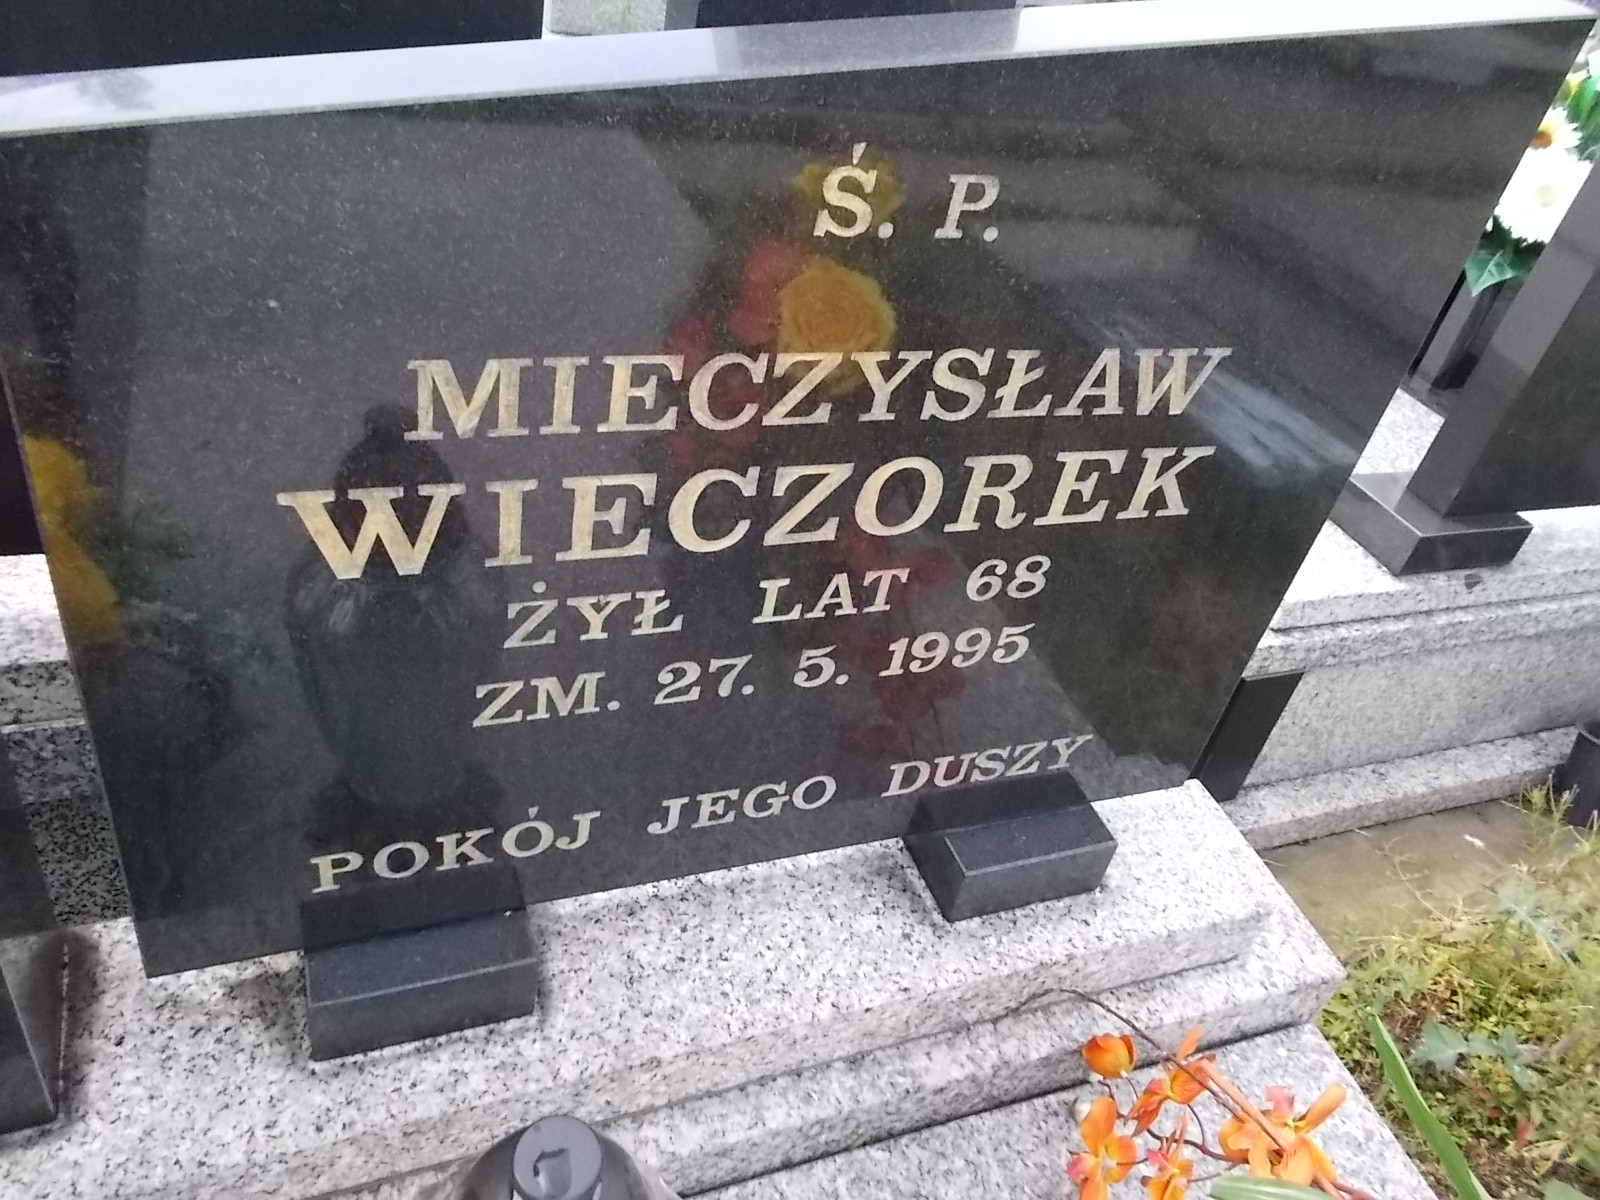 Ś. P.
MIECZYSŁAW
WIECZOREK
ŻYŁ LAT 68
ZM. 27. 5. 1995
POKÓJ JEGO DUSZY